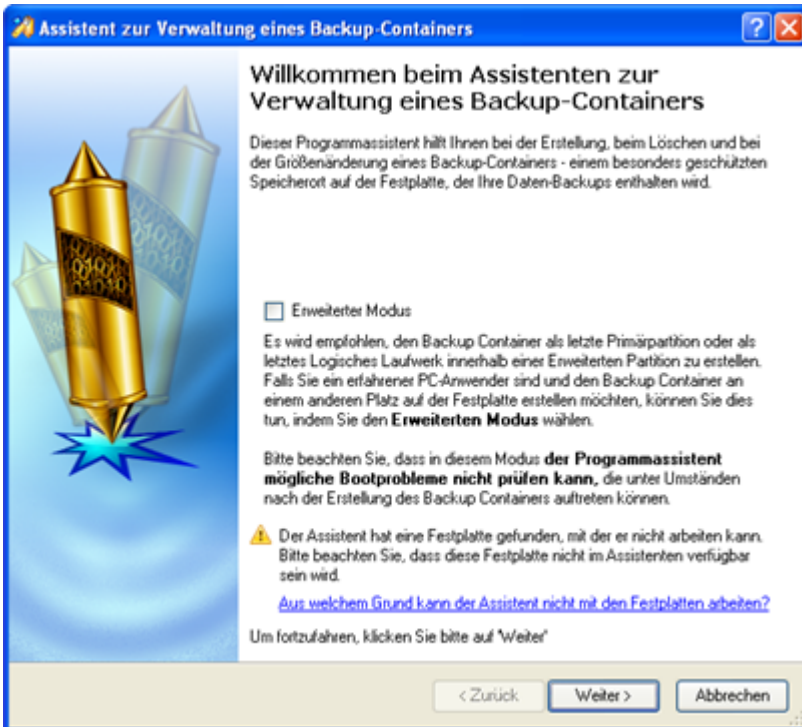 Assistent zur Verwaltung eines Backup-Containers
Willkommen beim Assistenten zur
Verwaltung eines Backup-Containers
Dieser Programmassistent hilft Ihnen bei der Erstellung, beim Löschen und bei
der Größenänderung eines Backup-Containers - einem besonders geschützten
Speicherort auf der Festplatte, der Ihre Daten-Backups enthalten wird.
Erweiterter Modus
Es wird empfohlen, den Backup Container als letzte Primärpartition oder als
letztes Logisches Laufwerk innerhalb einer Erweiterten Partition zu erstellen.
Falls Sie ein erfahrener PC-Anwender sind und den Backup Container an
einem anderen Platz auf der Festplatte erstellen möchten, können Sie dies
tun, indem Sie den Erweiterten Modus wählen.
Bitte beachten Sie, dass in diesem Modus der Programmassistent
mögliche Bootprobleme nicht prüfen kann, die unter Umständen
nach der Erstellung des Backup Containers auftreten können.
Der Assistent hat eine Festplatte gefunden, mit der er nicht arbeiten kann.
Bitte beachten Sie, dass diese Festplatte nicht im Assistenten verfügbar
sein wird.
Aus welchem Grund kann der Assistent nicht mit den Festplatten arbeiten?
Um fortzufahren, klicken Sie bitte auf 'Weiter'
< Zurück Weiter > Abbrechen